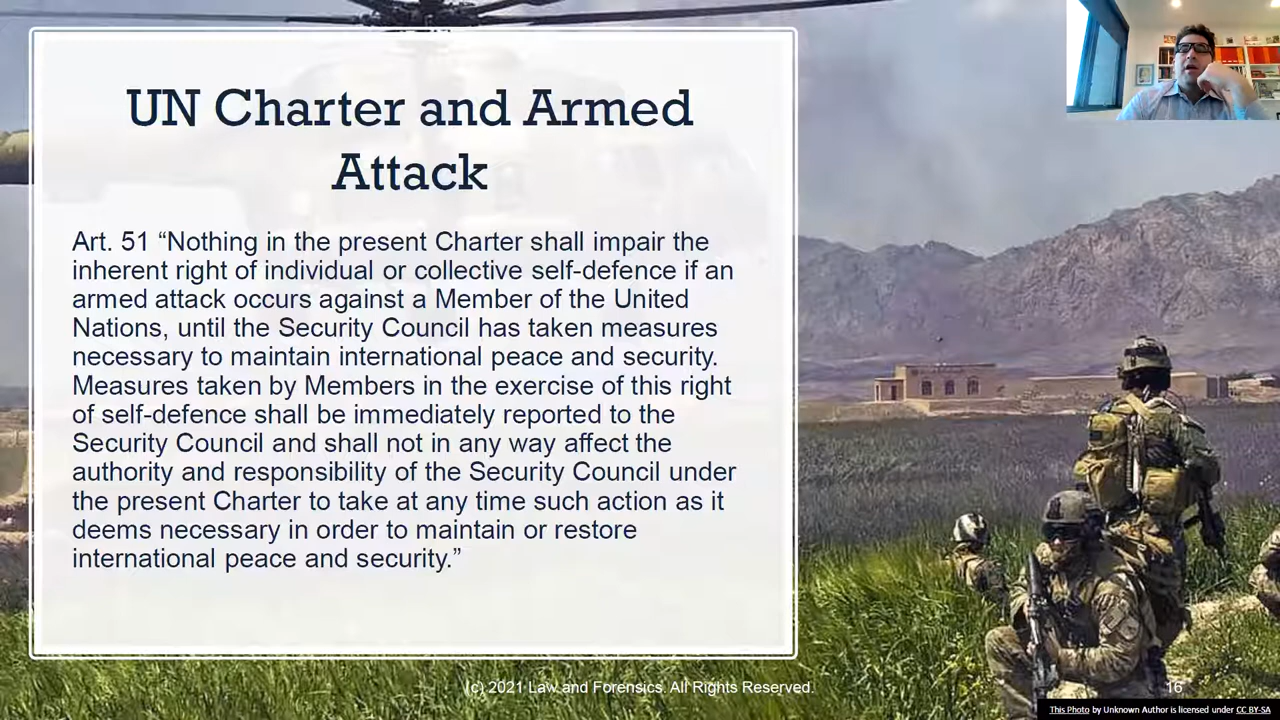 UN Charter and Armed
Attack
Art. 51 “Nothing in the present Charter shall impair the
inherent right of individual or collective self-defence if an
armed attack occurs against a Member of the United
Nations, until the Security Council has taken measures
necessary to maintain international peace and security.
Measures taken by Members in the exercise of this right
of self-defence shall be immediately reported to the
Security Council and shall not in any way affect the
authority and responsibility of the Security Council under
the present Charter to take at any time such action as it
deems necessary in order to maintain or restore
international peace and security.”
(c) 2021 Law and Forensics. All Rights Reserved.
16
This Photo by Unknown Author is licensed under CC BY-SA